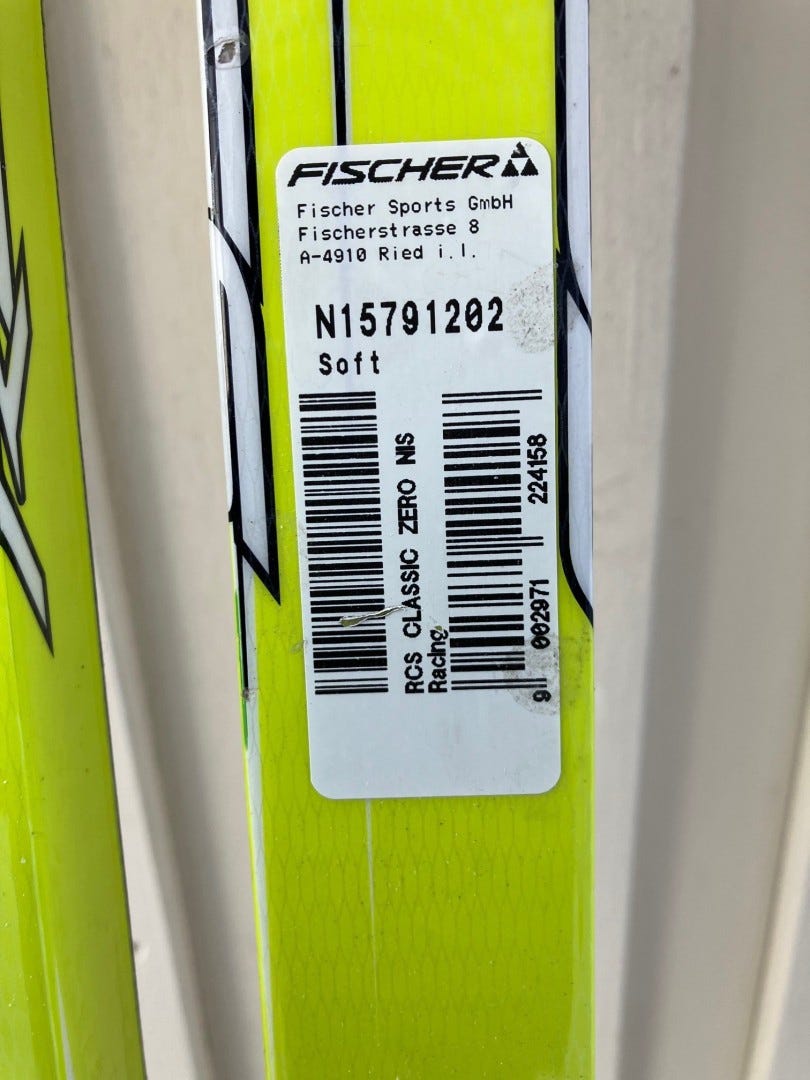 FISCHER
Fischer Sports GmbH
Fischerstrasse 8
A-4910 Ried i.I.
N15791202
Soft
RCS CLASSIC ZERO NIS
Racing
9 002971 224158